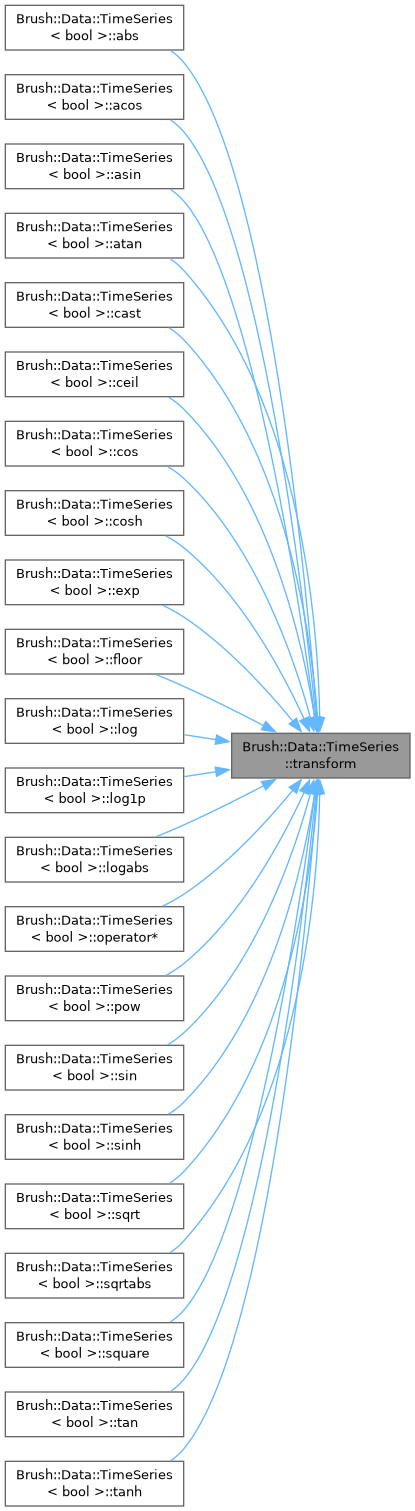 Brush::Data::TimeSeries
< bool >::abs
Brush::Data::TimeSeries
< bool >::acos
Brush::Data::TimeSeries
< bool >::asin
Brush::Data::TimeSeries
< bool >::atan
Brush::Data::TimeSeries
< bool >::cast
Brush::Data::TimeSeries
< bool >::ceil
Brush::Data::TimeSeries
< bool >::cos
Brush::Data::TimeSeries
< bool >::cosh
Brush::Data::TimeSeries
< bool >::exp
Brush::Data::TimeSeries
< bool >::floor
Brush::Data::TimeSeries
< bool >::log
Brush::Data::TimeSeries
::transform
Brush::Data::TimeSeries
< bool >::log1p
Brush::Data::TimeSeries
< bool >::logabs
Brush::Data::TimeSeries
< bool >::operator*
Brush::Data::TimeSeries
< bool >::pow
Brush::Data::TimeSeries
< bool >::sin
Brush::Data::TimeSeries
< bool >::sinh
Brush::Data::TimeSeries
< bool >::sqrt
Brush::Data::TimeSeries
< bool >::sqrtabs
Brush::Data::TimeSeries
< bool >::square
Brush::Data::TimeSeries
< bool >::tan
Brush::Data::TimeSeries
< bool >::tanh